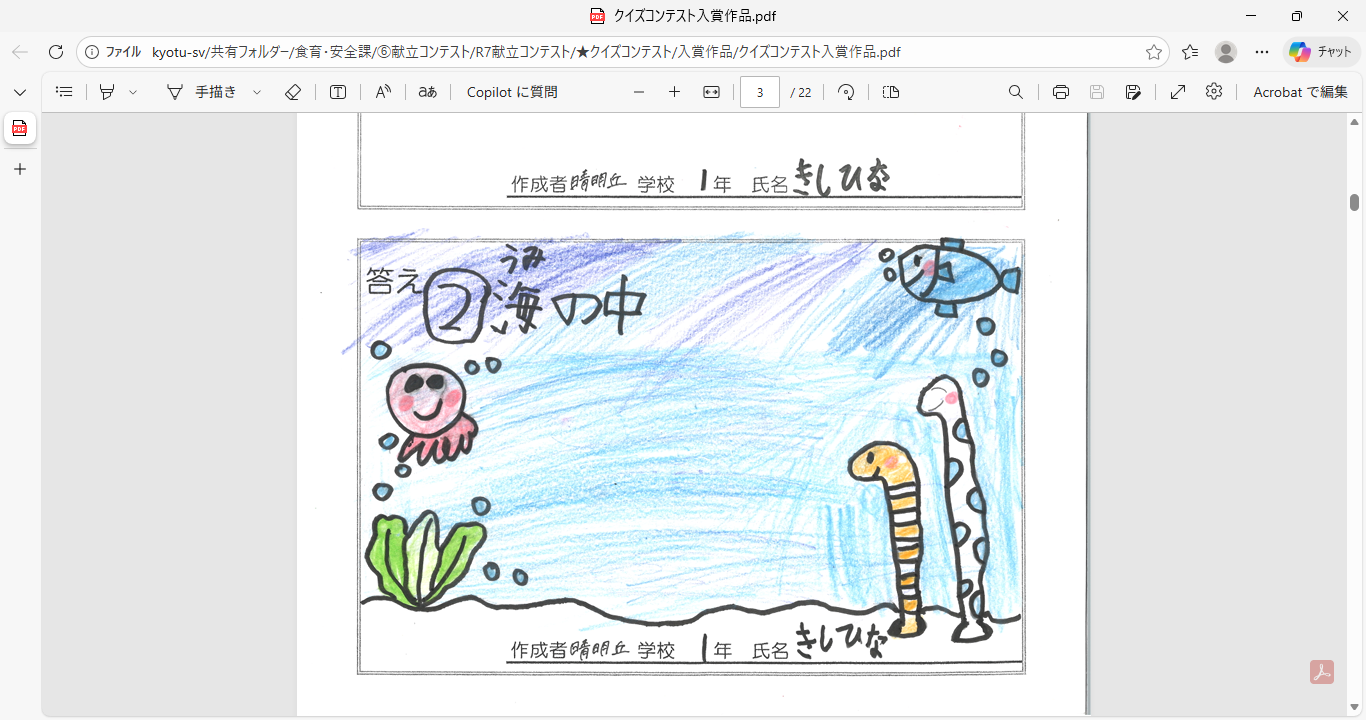 クイズコンテスト入賞作品.pdf
ファイル kyotu-sv/共有フォルダー/食育・安全課/⑥献立コンテスト/R7献立コンテスト/★クイズコンテスト/入賞作品/クイズコンテスト入賞作品.pdf
チャット
手描き aあ Copilot に質問 3 / 22 Acrobat で編集
作成者 晴明丘 学校 1年 氏名 きしひな
うみ
答え ② 海の中
作成者 晴明丘 学校 1年 氏名 きしひな